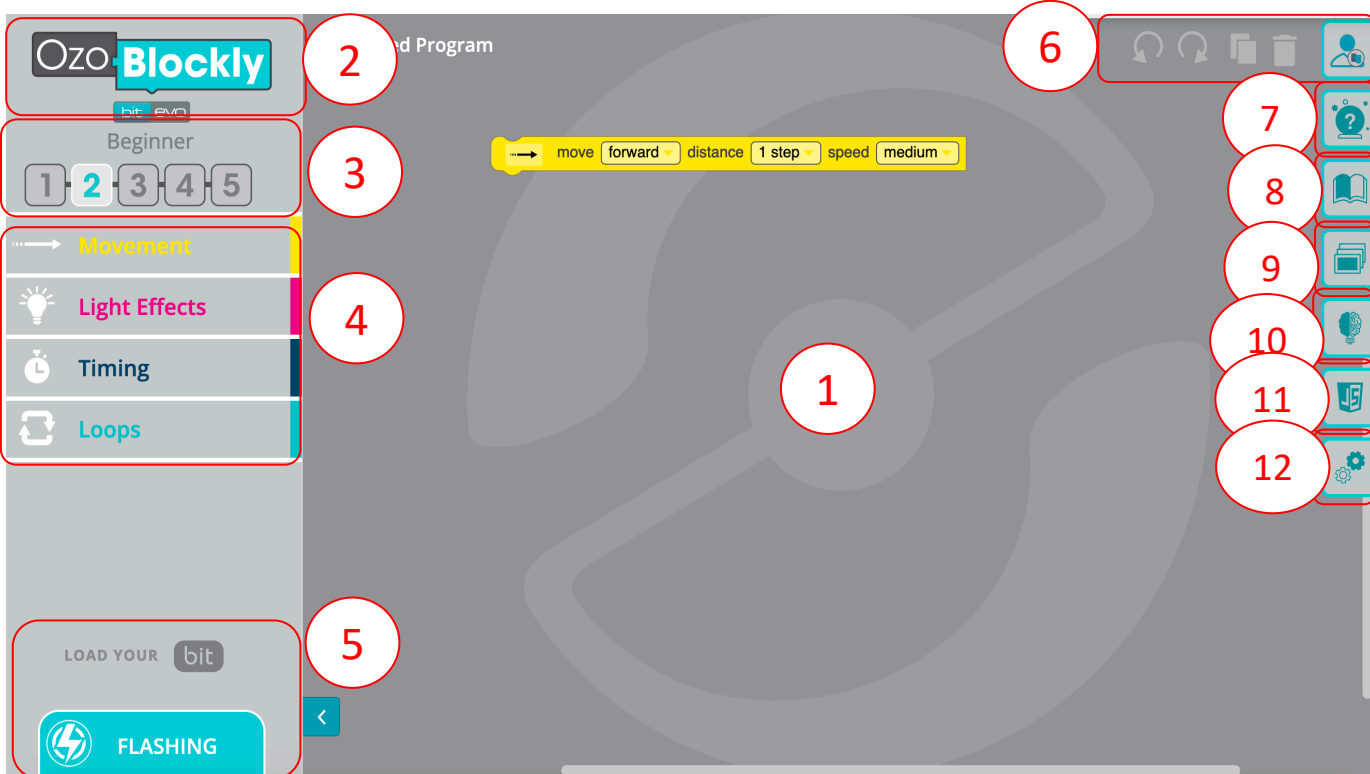 OZO Blockly
bit evo
Beginner
1 2 3 4 5
Movement
Light Effects
Timing
Loops
LOAD YOUR bit
FLASHING
2
3
4
5
Program
move forward distance 1 step speed medium
1
6
7
?
8
9
10
11
JS
12